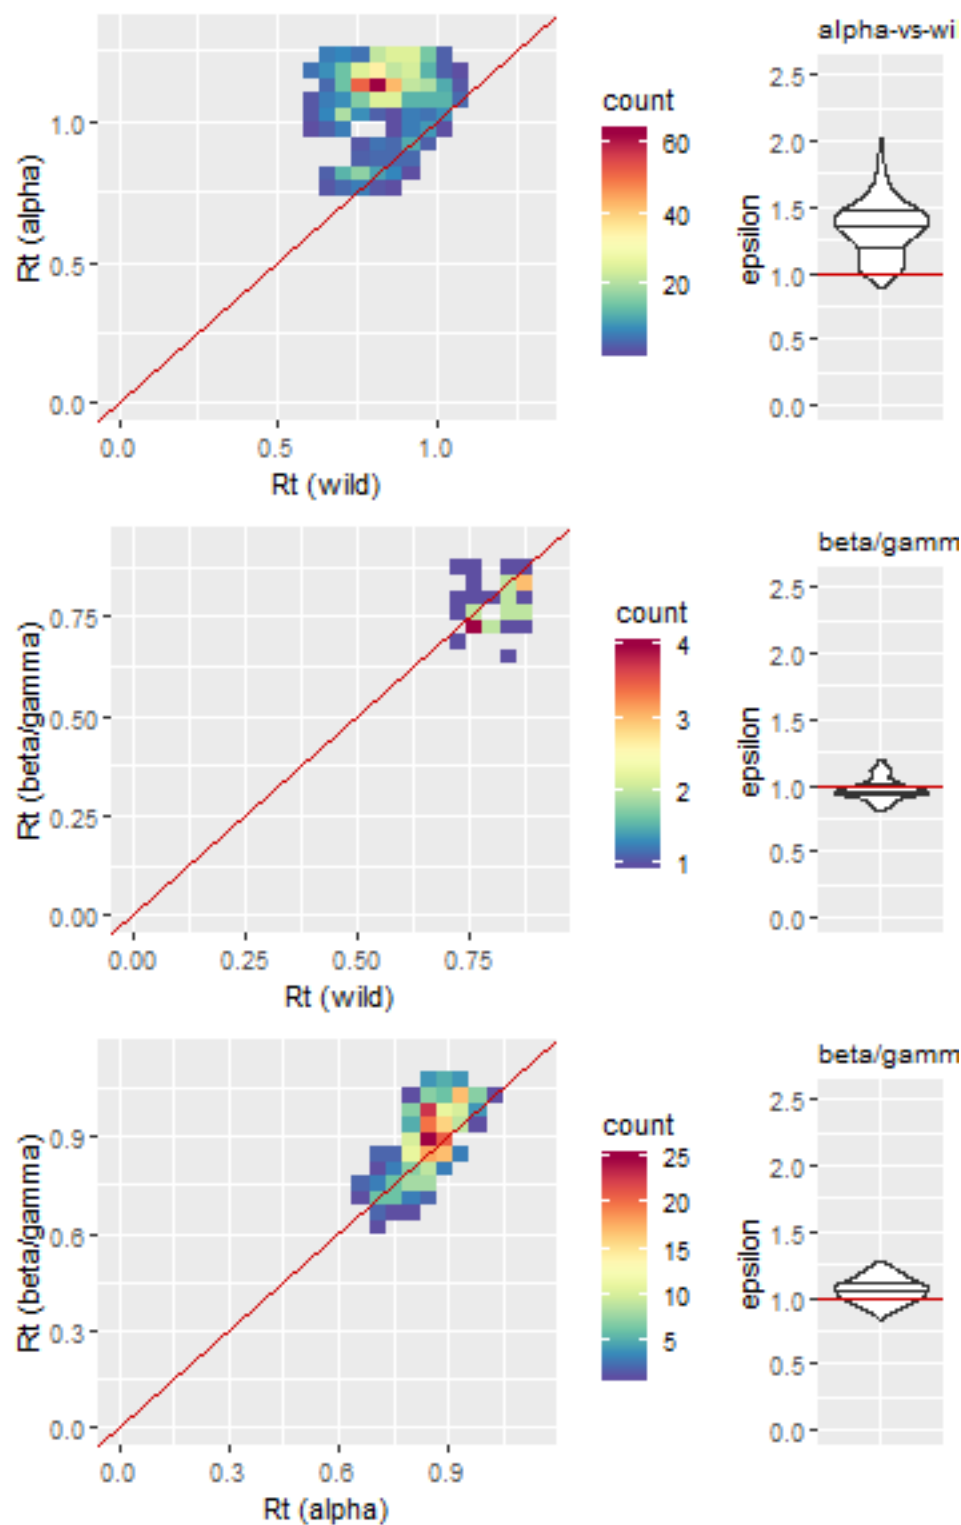 alpha-vs-wi
count
60
40
20
Rt (alpha)
1.0
0.5
0.0
0.0 0.5 1.0
Rt (wild)
epsilon
2.5
2.0
1.5
1.0
0.5
0.0
beta/gamm
count
4
3
2
1
Rt (beta/gamma)
0.75
0.50
0.25
0.00
0.00 0.25 0.50 0.75
Rt (wild)
epsilon
2.5
2.0
1.5
1.0
0.5
0.0
beta/gamm
count
25
20
15
10
5
Rt (beta/gamma)
0.9
0.6
0.3
0.0
0.0 0.3 0.6 0.9
Rt (alpha)
epsilon
2.5
2.0
1.5
1.0
0.5
0.0